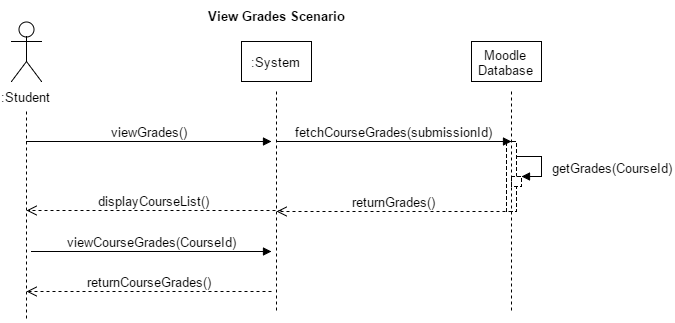 View Grades Scenario
:Student
:System
Moodle
Database
viewGrades()
fetchCourseGrades(submissionId)
getGrades(CourseId)
displayCourseList()
returnGrades()
viewCourseGrades(CourseId)
returnCourseGrades()